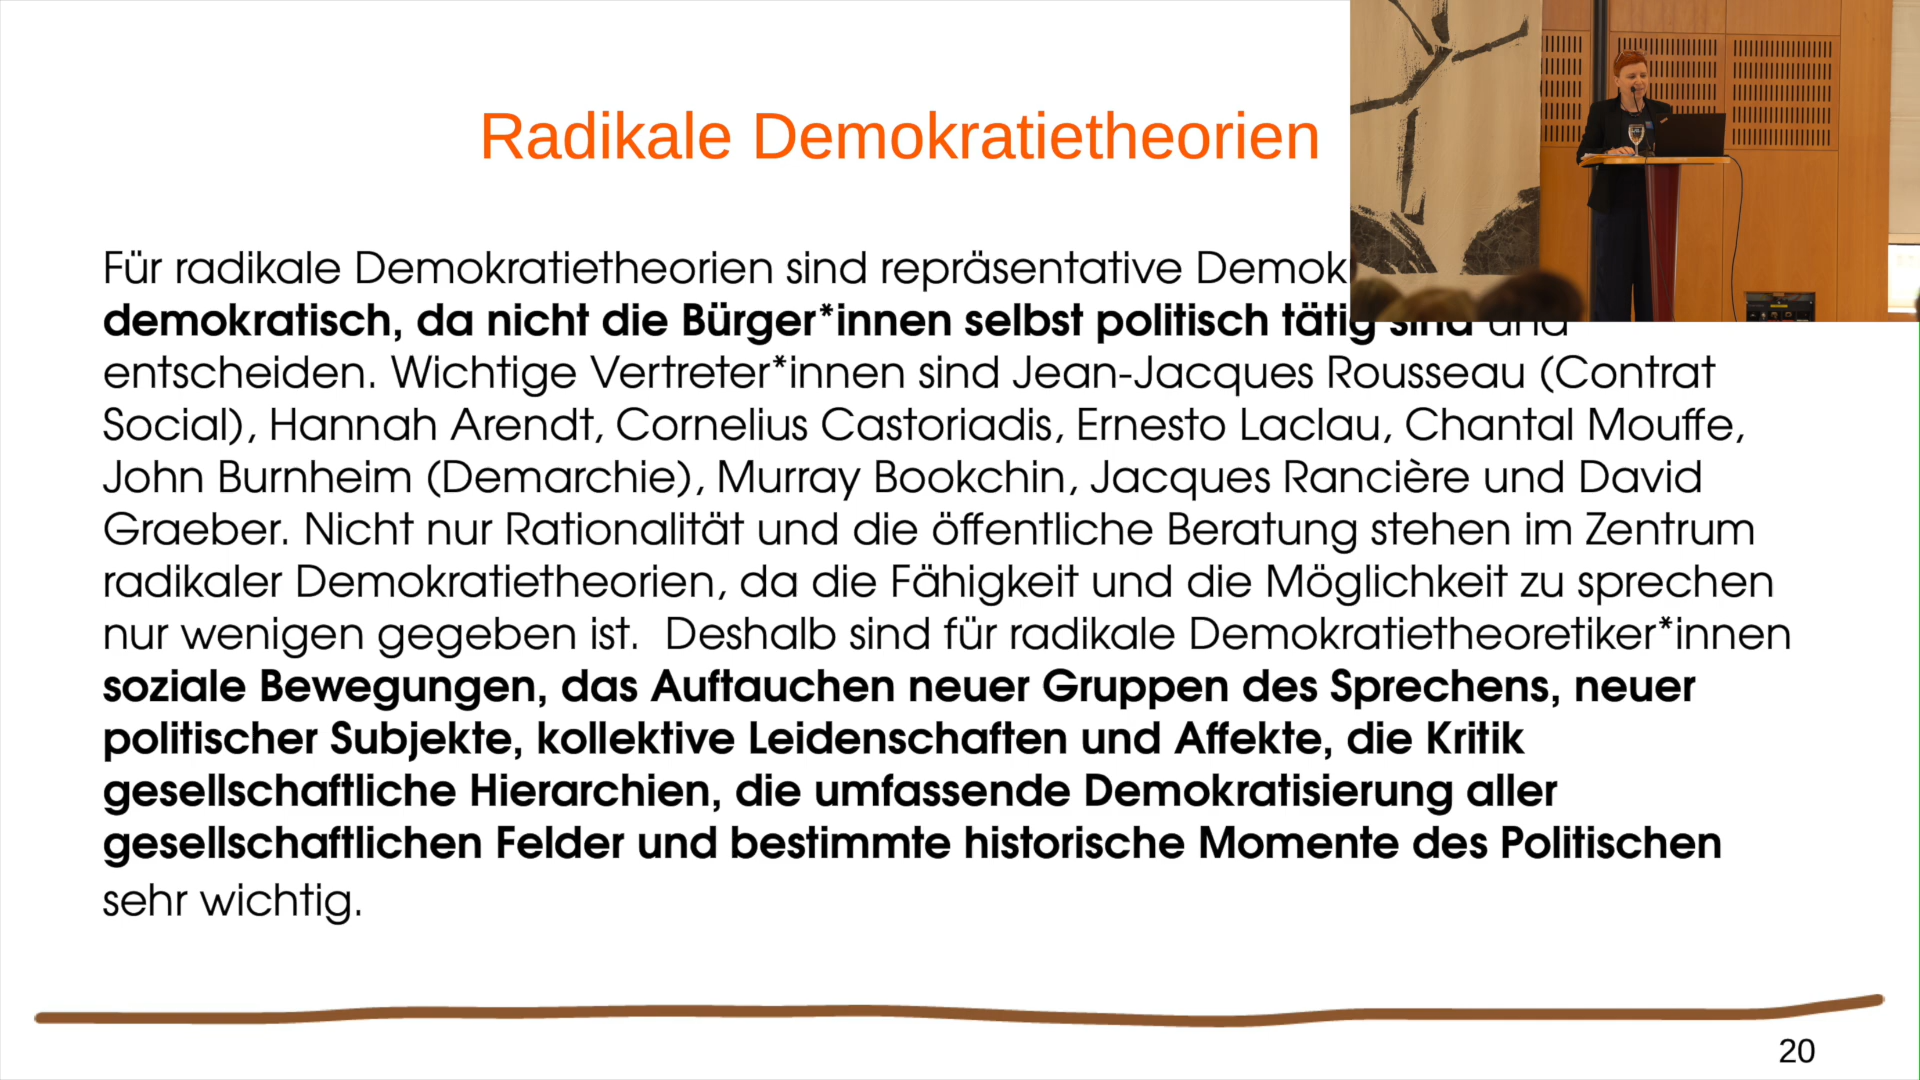 Radikale Demokratietheorien
Für radikale Demokratietheorien sind repräsentative
demokratisch, da nicht die Bürger*innen selbst politisch tätig sind und
entscheiden. Wichtige Vertreter*innen sind Jean-Jacques Rousseau (Contrat
Social), Hannah Arendt, Cornelius Castoriadis, Ernesto Laclau, Chantal Mouffe,
John Burnheim (Demarchie), Murray Bookchin, Jacques Rancière und David
Graeber. Nicht nur Rationalität und die öffentliche Beratung stehen im Zentrum
radikaler Demokratietheorien, da die Fähigkeit und die Möglichkeit zu sprechen
nur wenigen gegeben ist.  Deshalb sind für radikale Demokratietheoretiker*innen
soziale Bewegungen, das Auftauchen neuer Gruppen des Sprechens, neuer
politischer Subjekte, kollektive Leidenschaften und Affekte, die Kritik
gesellschaftliche Hierarchien, die umfassende Demokratisierung aller
gesellschaftlichen Felder und bestimmte historische Momente des Politischen
sehr wichtig.
20